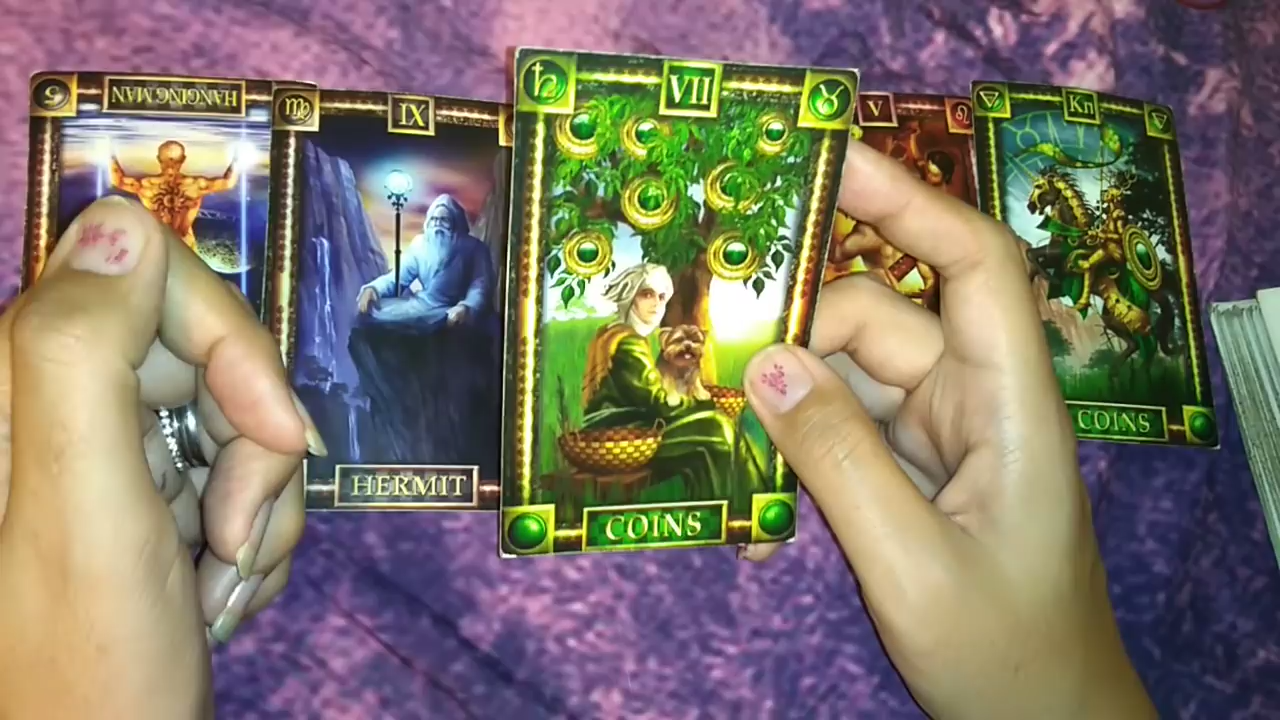 HANGING MAN
IX
HERMIT
VII
COINS
V
Kn
COINS